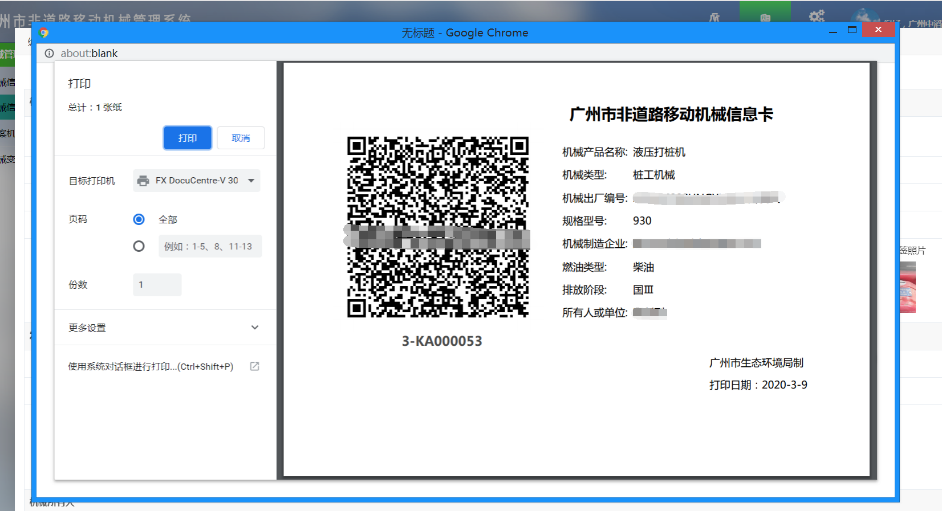 州市非道路移动机械管理系统
无标题 - Google Chrome
about:blank
打印
总计：1 张纸
打印
取消
目标打印机
FX DocuCentre-V 30
页码
全部
例如：1-5、8、11-13
份数
1
更多设置
使用系统对话框进行打印...(Ctrl+Shift+P)
广州市非道路移动机械信息卡
机械产品名称: 液压打桩机
机械类型: 桩工机械
机械出厂编号:
规格型号: 930
机械制造企业:
燃油类型: 柴油
排放阶段: 国Ⅲ
所有人或单位:
3-KA000053
广州市生态环境局制
打印日期：2020-3-9
照片
机械所有人